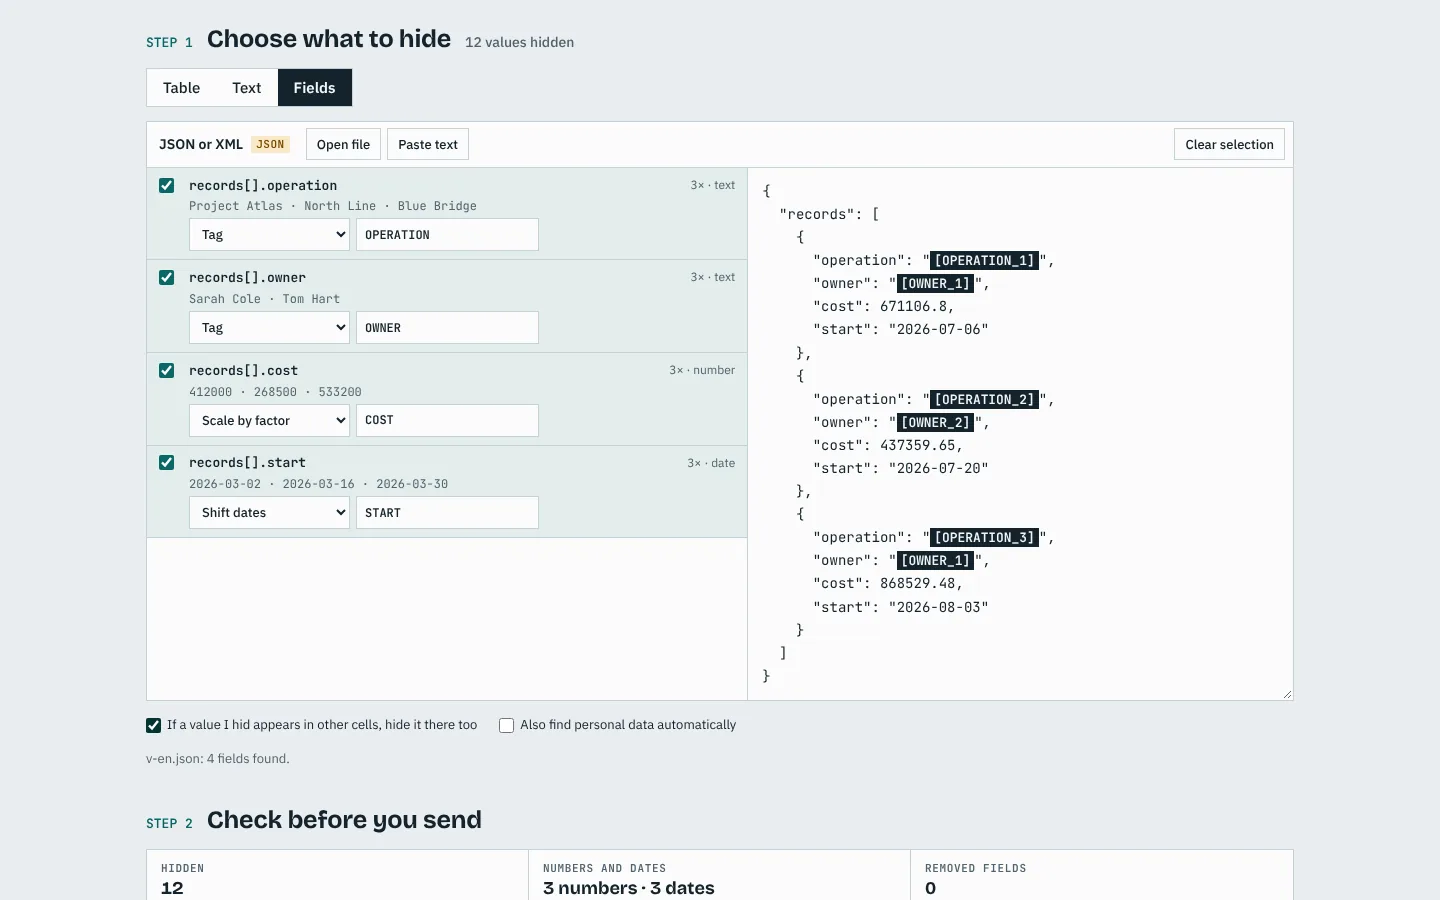 STEP 1 Choose what to hide 12 values hidden
Table Text Fields
JSON or XML JSON Open file Paste text Clear selection
records[].operation 3× · text
Project Atlas · North Line · Blue Bridge
Tag OPERATION
records[].owner 3× · text
Sarah Cole · Tom Hart
Tag OWNER
records[].cost 3× · number
412000 · 268500 · 533200
Scale by factor COST
records[].start 3× · date
2026-03-02 · 2026-03-16 · 2026-03-30
Shift dates START
{
"records": [
{
"operation": "[OPERATION_1]",
"owner": "[OWNER_1]",
"cost": 671106.8,
"start": "2026-07-06"
},
{
"operation": "[OPERATION_2]",
"owner": "[OWNER_2]",
"cost": 437359.65,
"start": "2026-07-20"
},
{
"operation": "[OPERATION_3]",
"owner": "[OWNER_1]",
"cost": 868529.48,
"start": "2026-08-03"
}
]
}
If a value I hid appears in other cells, hide it there too Also find personal data automatically
v-en.json: 4 fields found.
STEP 2 Check before you send
HIDDEN NUMBERS AND DATES REMOVED FIELDS
12 3 numbers · 3 dates 0